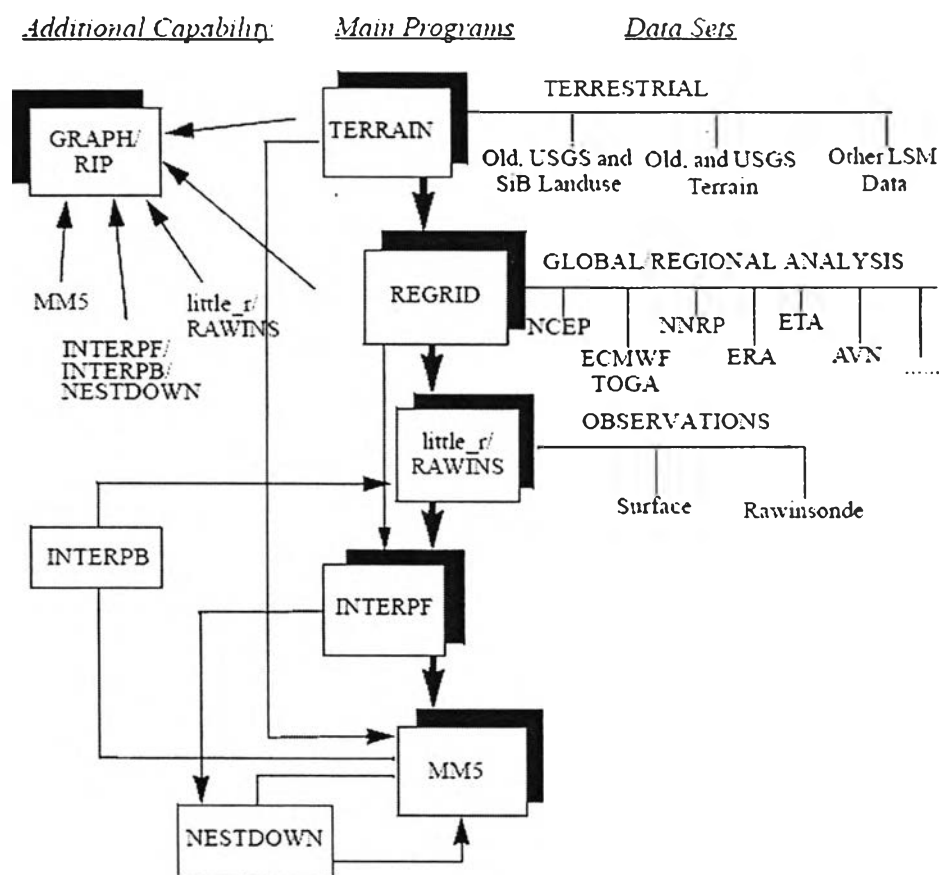 Additional Capability
Main Programs
Data Sets
GRAPH/
RIP
MM5
little_r/
RAWINS
INTERPF/
INTERPB/
NESTDOWN
TERRAIN
TERRESTRIAL
Old, USGS and
SiB Landuse
Old, and USGS
Terrain
Other LSM
Data
REGRID
GLOBAL/REGIONAL ANALYSIS
NCEP
ECMWF
TOGA
NNRP
ERA
ETA
AVN
......
little_r/
RAWINS
OBSERVATIONS
Surface
Rawinsonde
INTERPB
INTERPF
MM5
NESTDOWN